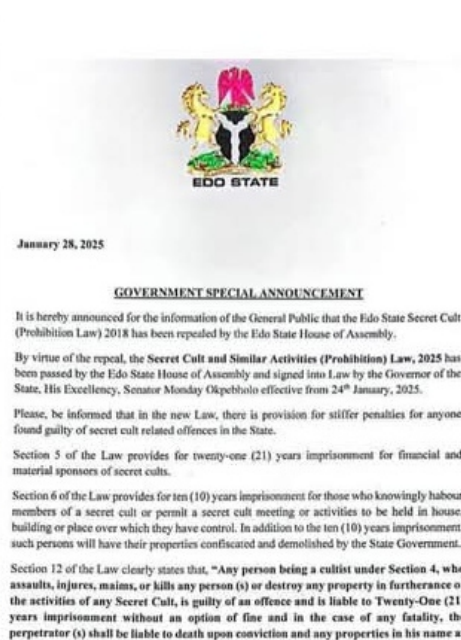 EDO STATE
January 28, 2025
GOVERNMENT SPECIAL ANNOUNCEMENT
It is hereby announced for the information of the General Public that the Edo State Secret Cult
(Prohibition Law) 2018 has been repealed by the Edo State House of Assembly.
By virtue of the repeal, the Secret Cult and Similar Activities (Prohibition) Law, 2025 has
been passed by the Edo State House of Assembly and signed into Law by the Governor of the
State, His Excellency, Senator Monday Okpebholo effective from 24th January, 2025.
Please, be informed that in the new Law, there is provision for stiffer penalties for anyone
found guilty of secret cult related offences in the State.
Section 5 of the Law provides for twenty-one (21) years imprisonment for financial and
material sponsors of secret cults.
Section 6 of the Law provides for ten (10) years imprisonment for those who knowingly habou
members of a secret cult or permit a secret cult meeting or activities to be held in house
building or place over which they have control. In addition to the ten (10) years imprisonment
such persons will have their properties confiscated and demolished by the State Government.
Section 12 of the Law clearly states that, "Any person being a cultist under Section 4, who
assaults, injures, maims, or kills any person (s) or destroy any property in furtherance o
the activities of any Secret Cult, is guilty of an offence and is liable to Twenty-One (21
years imprisonment without an option of fine and in the case of any fatality, the
perpetrator (s) shall be liable to death upon conviction and any properties in his name o